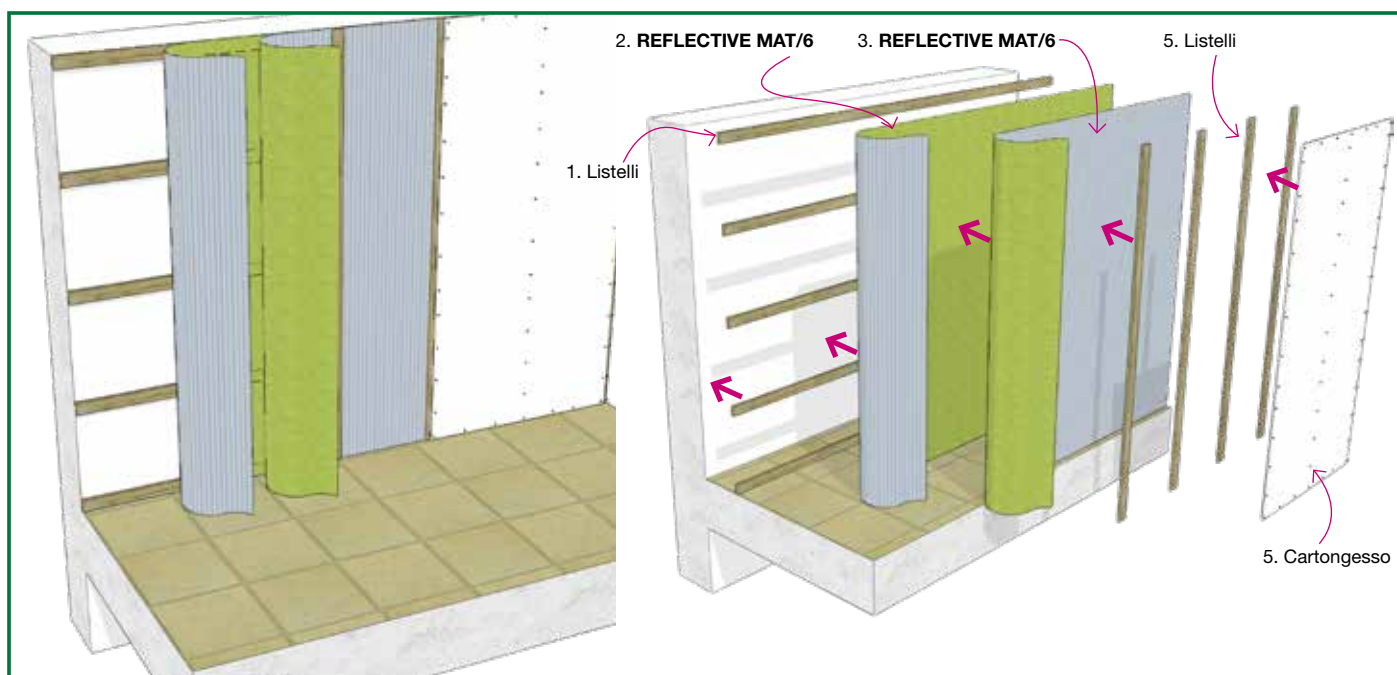 2. REFLECTIVE MAT/6
3. REFLECTIVE MAT/6
5. Listelli
1. Listelli
5. Cartongesso